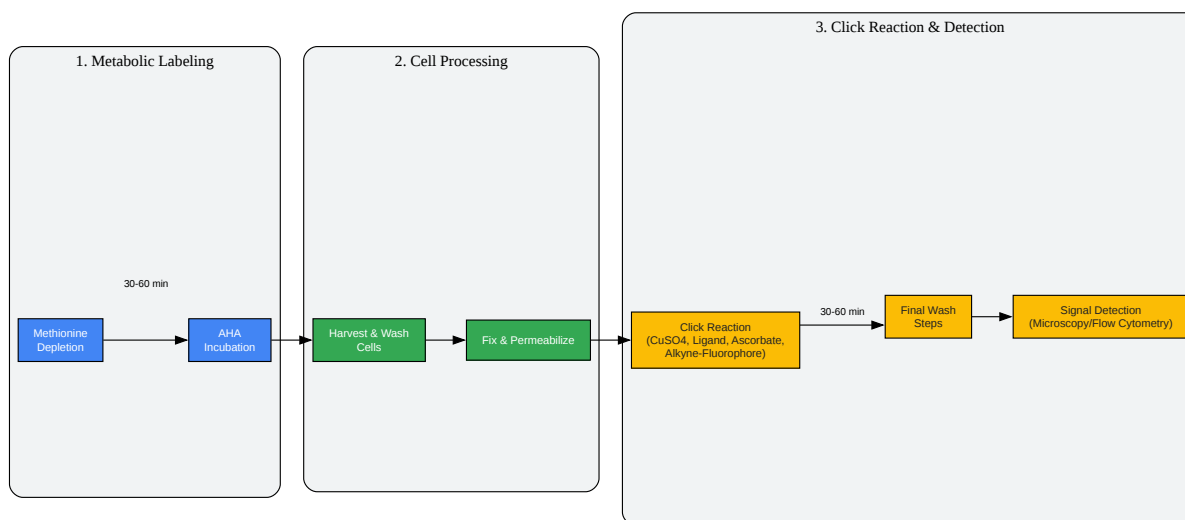 1. Metabolic Labeling
30-60 min
Methionine
Depletion
AHA
Incubation
2. Cell Processing
Harvest & Wash
Cells
Fix & Permeabilize
3. Click Reaction & Detection
Click Reaction
(CuSO4, Ligand, Ascorbate,
Alkyne-Fluorophore)
30-60 min
Final Wash
Steps
Signal Detection
(Microscopy/Flow Cytometry)